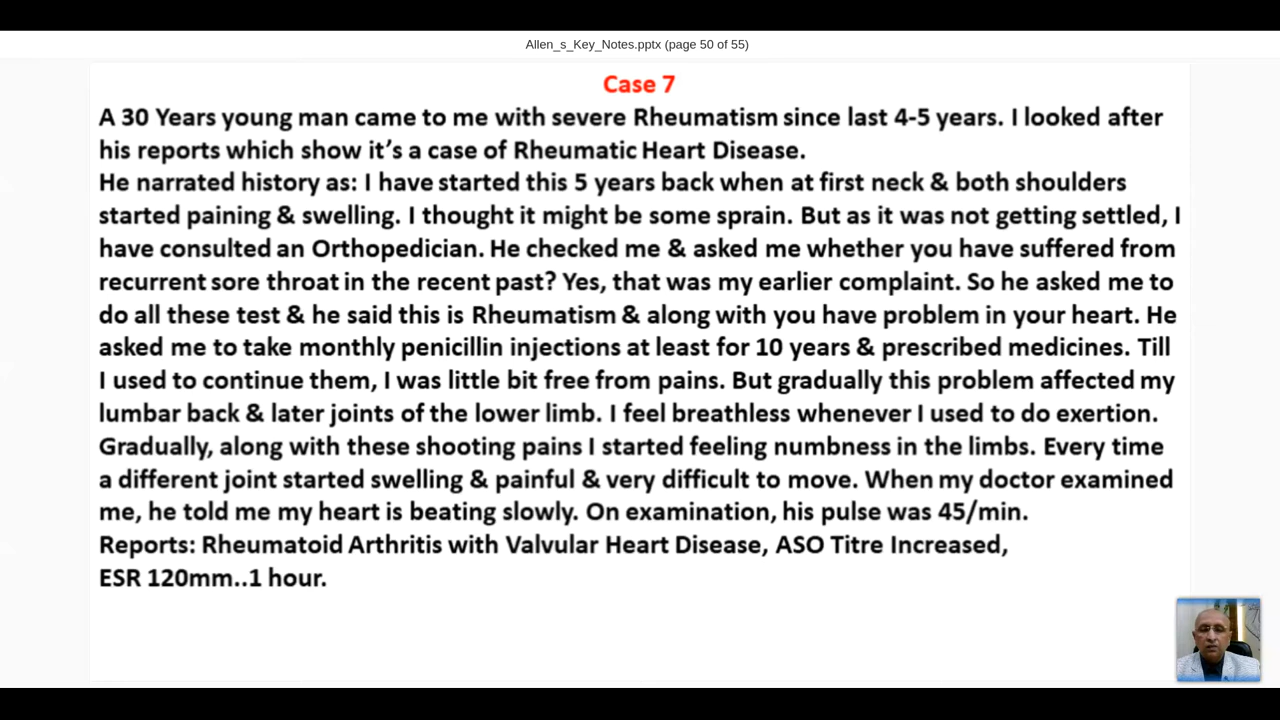 Allen_s_Key_Notes.pptx (page 50 of 55)
Case 7
A 30 Years young man came to me with severe Rheumatism since last 4-5 years. I looked after
his reports which show it's a case of Rheumatic Heart Disease.
He narrated history as: I have started this 5 years back when at first neck & both shoulders
started paining & swelling. I thought it might be some sprain. But as it was not getting settled, I
have consulted an Orthopedician. He checked me & asked me whether you have suffered from
recurrent sore throat in the recent past? Yes, that was my earlier complaint. So he asked me to
do all these test & he said this is Rheumatism & along with you have problem in your heart. He
asked me to take monthly penicillin injections at least for 10 years & prescribed medicines. Till
I used to continue them, I was little bit free from pains. But gradually this problem affected my
lumbar back & later joints of the lower limb. I feel breathless whenever I used to do exertion.
Gradually, along with these shooting pains I started feeling numbness in the limbs. Every time
a different joint started swelling & painful & very difficult to move. When my doctor examined
me, he told me my heart is beating slowly. On examination, his pulse was 45/min.
Reports: Rheumatoid Arthritis with Valvular Heart Disease, ASO Titre Increased,
ESR 120mm..1 hour.